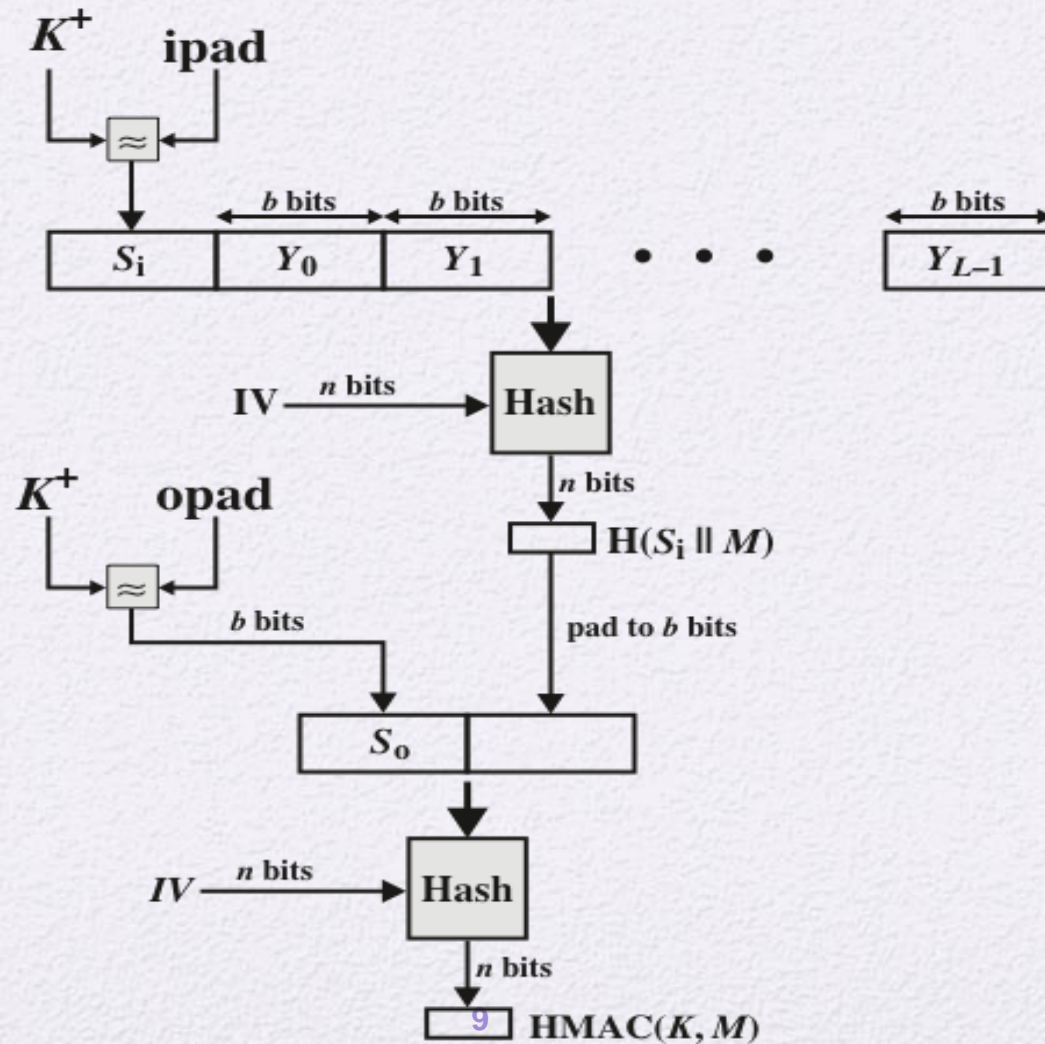 K+ ipad
≈
b bits b bits b bits
Si Y0 Y1 • • • YL–1
IV n bits Hash
n bits
K+ opad
H(Si || M)
≈
b bits pad to b bits
So
IV n bits Hash
n bits
9 HMAC(K, M)